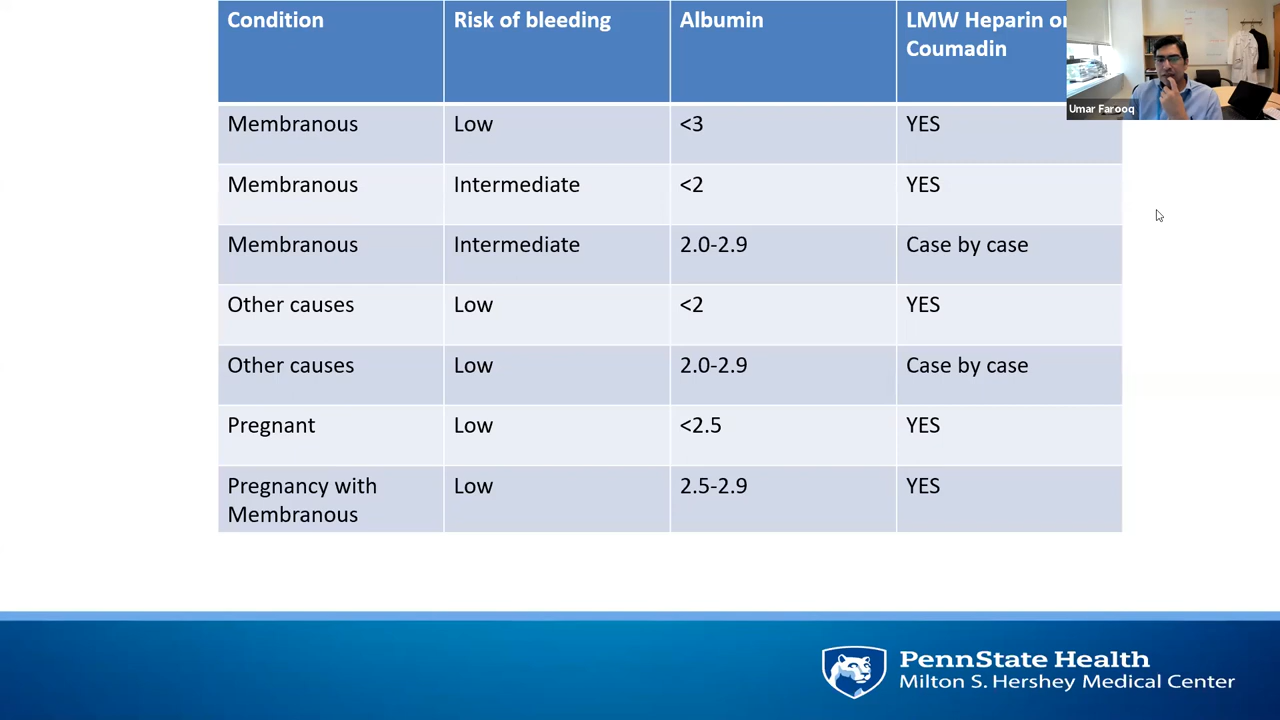 Condition Risk of bleeding Albumin LMW Heparin or
Coumadin
Umar Farooq
Membranous Low <3 YES
Membranous Intermediate <2 YES
Membranous Intermediate 2.0-2.9 Case by case
Other causes Low <2 YES
Other causes Low 2.0-2.9 Case by case
Pregnant Low <2.5 YES
Pregnancy with Low 2.5-2.9 YES
Membranous
PennState Health
Milton S. Hershey Medical Center